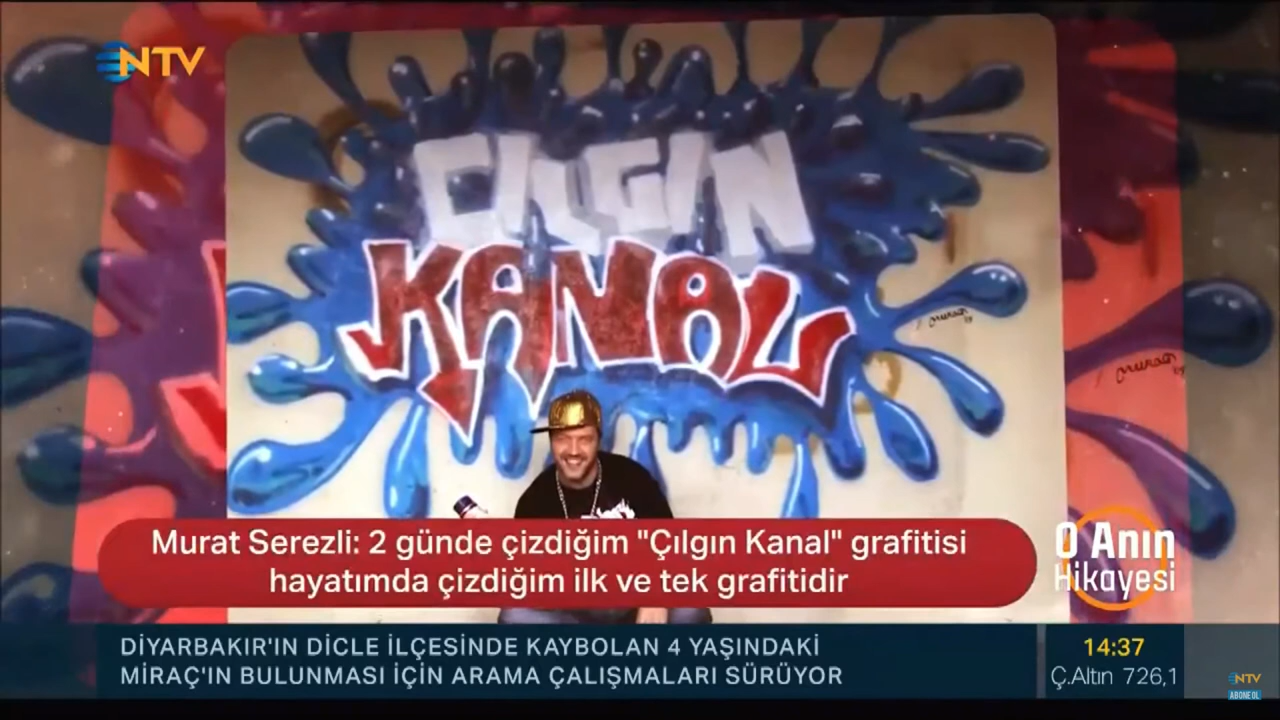 NTV
ÇILGIN
KANAL
Murat Serezli: 2 günde çizdiğim "Çılgın Kanal" grafitisi
hayatımda çizdiğim ilk ve tek grafitidir
O Anın
Hikayesi
DİYARBAKIR'IN DİCLE İLÇESİNDE KAYBOLAN 4 YAŞINDAKİ
MİRAÇ'IN BULUNMASI İÇİN ARAMA ÇALIŞMALARI SÜRÜYOR
14:37
Ç.Altın 726,1
NTV
ABONE OL